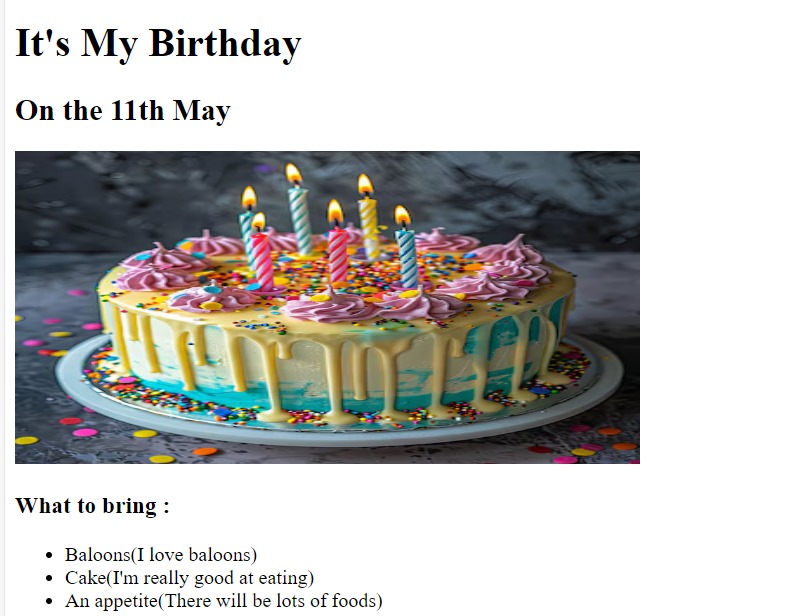 It's My Birthday
On the 11th May
What to bring :
Baloons(I love baloons)
Cake(I'm really good at eating)
An appetite(There will be lots of foods)